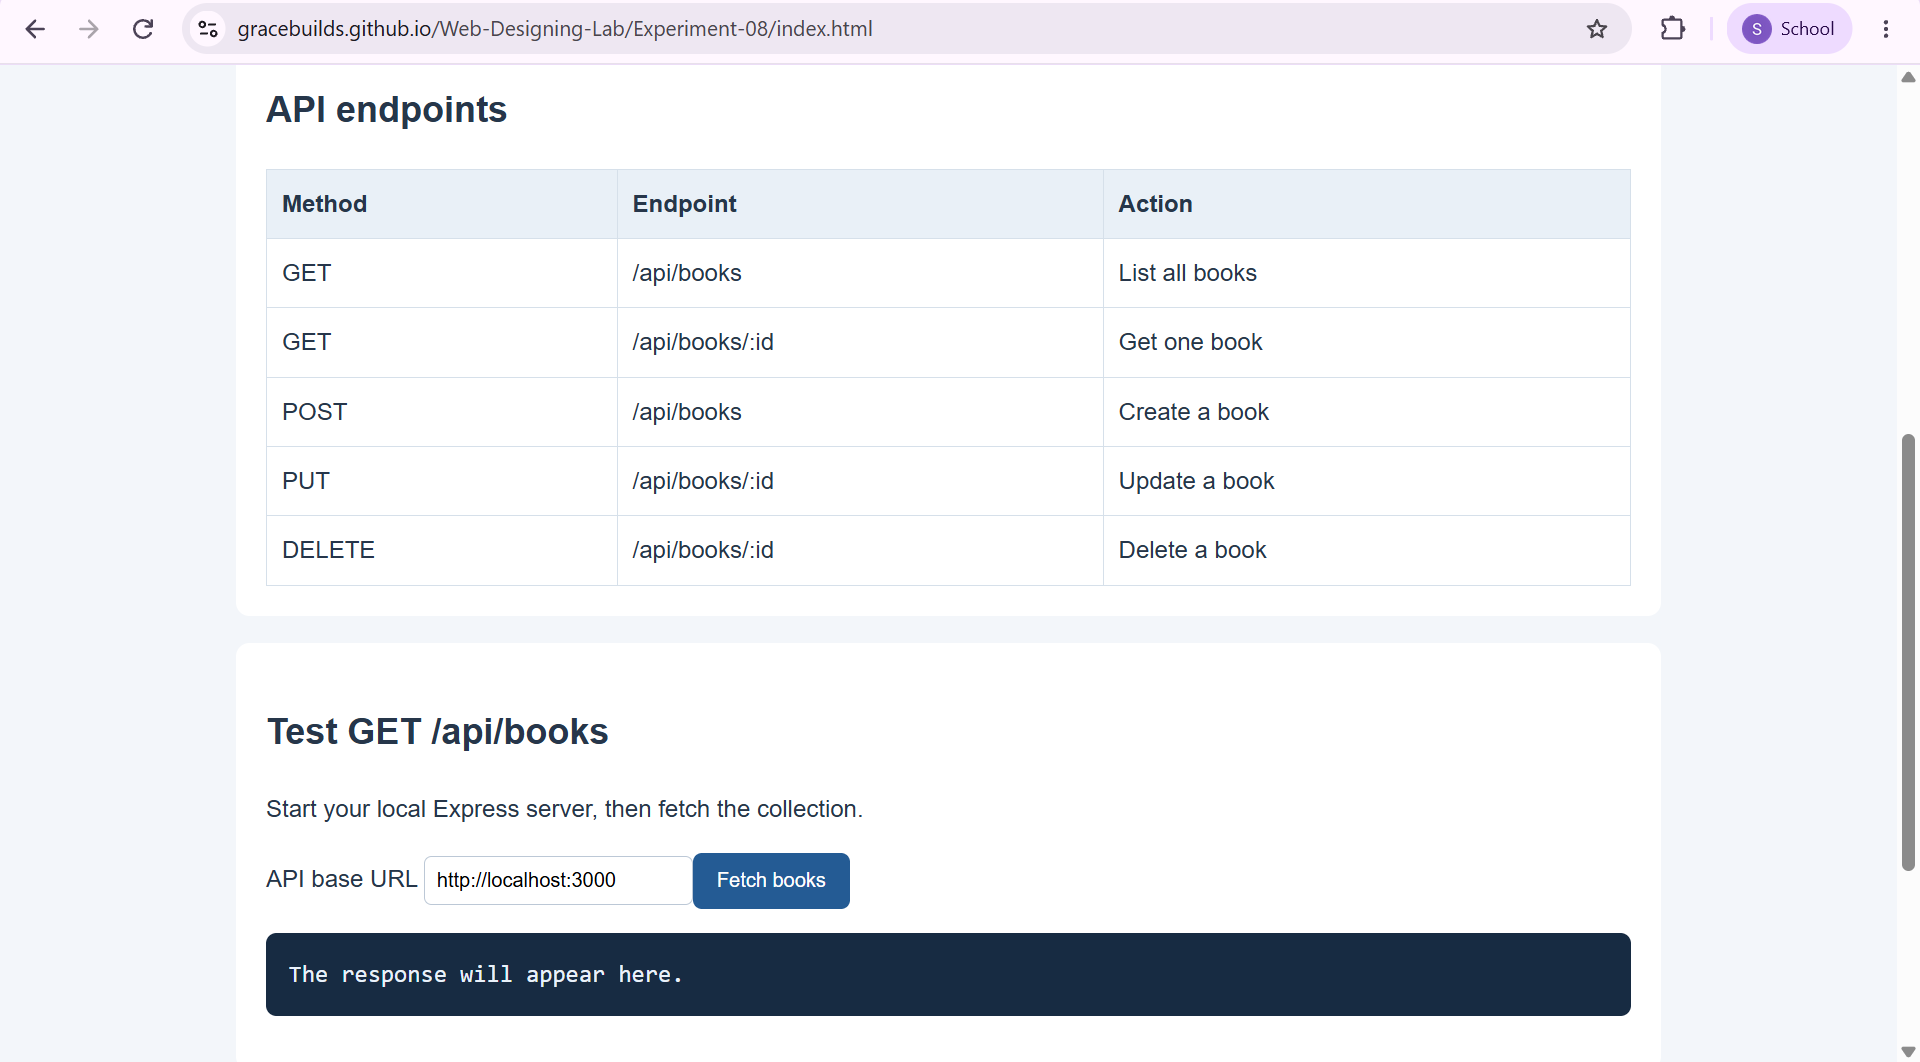 gracebuilds.github.io/Web-Designing-Lab/Experiment-08/index.html
S School
API endpoints
Method Endpoint Action
GET /api/books List all books
GET /api/books/:id Get one book
POST /api/books Create a book
PUT /api/books/:id Update a book
DELETE /api/books/:id Delete a book
Test GET /api/books
Start your local Express server, then fetch the collection.
API base URL http://localhost:3000 Fetch books
The response will appear here.